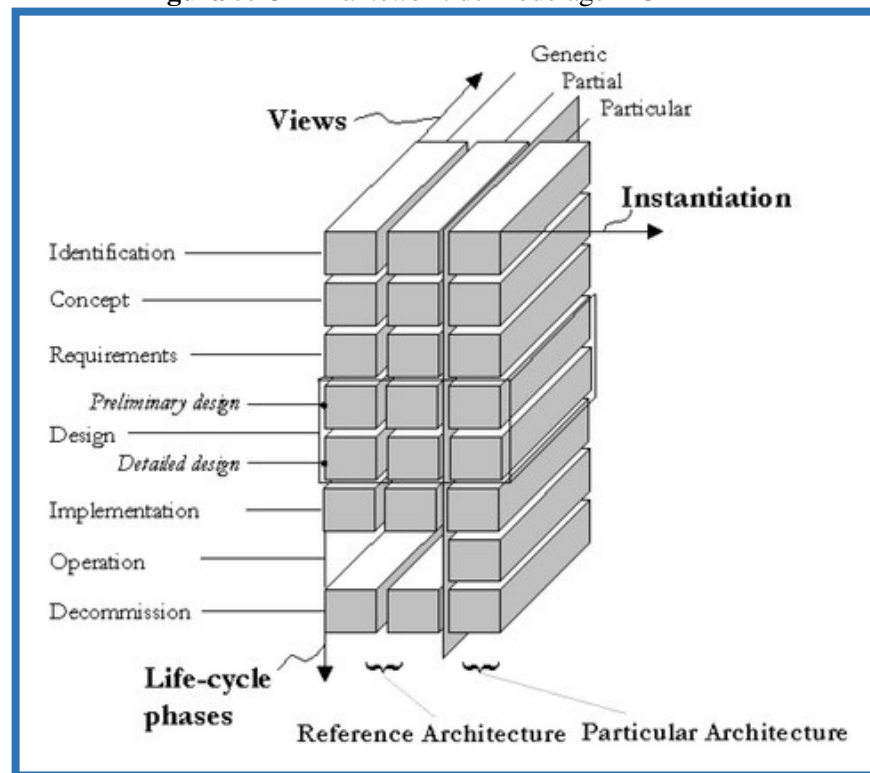 Generic
Partial
Particular
Views
Instantiation
Identification
Concept
Requirements
Preliminary design
Design
Detailed design
Implementation
Operation
Decommission
Life-cycle
phases
Reference Architecture
Particular Architecture